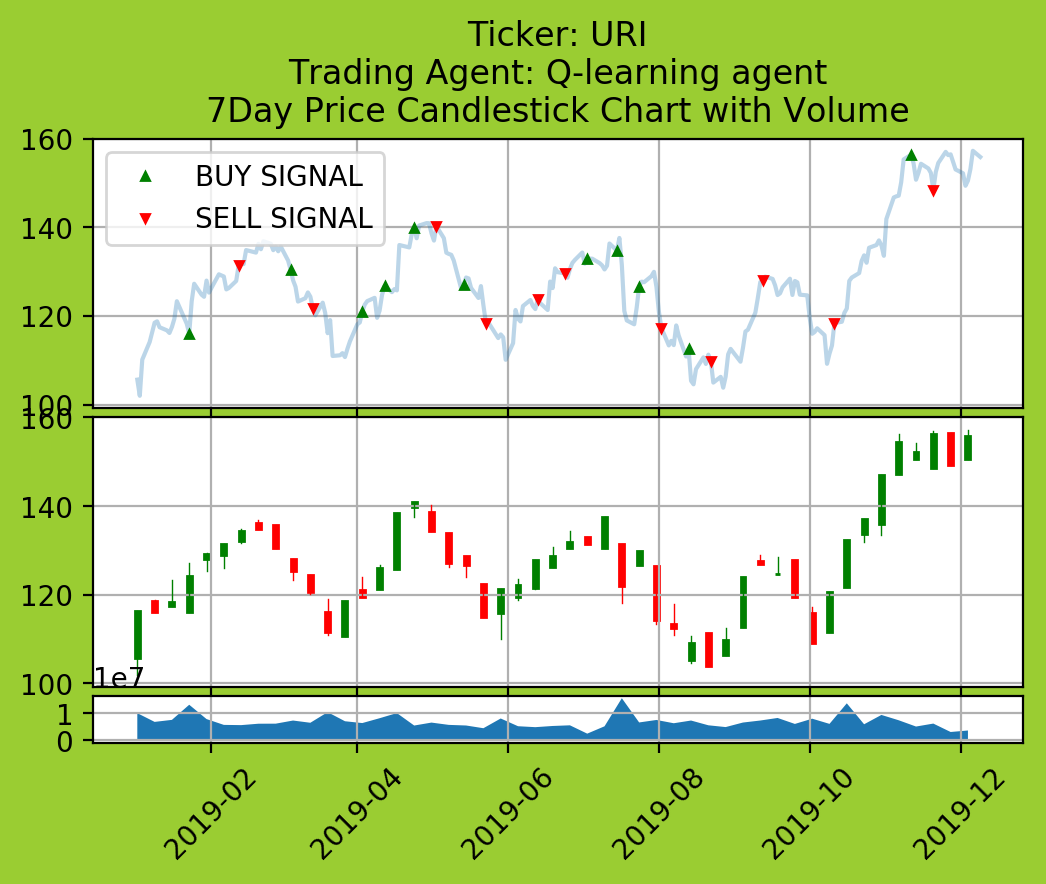 Ticker: URI
Trading Agent: Q-learning agent
7Day Price Candlestick Chart with Volume
160
BUY SIGNAL
SELL SIGNAL
140
120
100
160
140
120
100
1e7
1
0
2019-02
2019-04
2019-06
2019-08
2019-10
2019-12